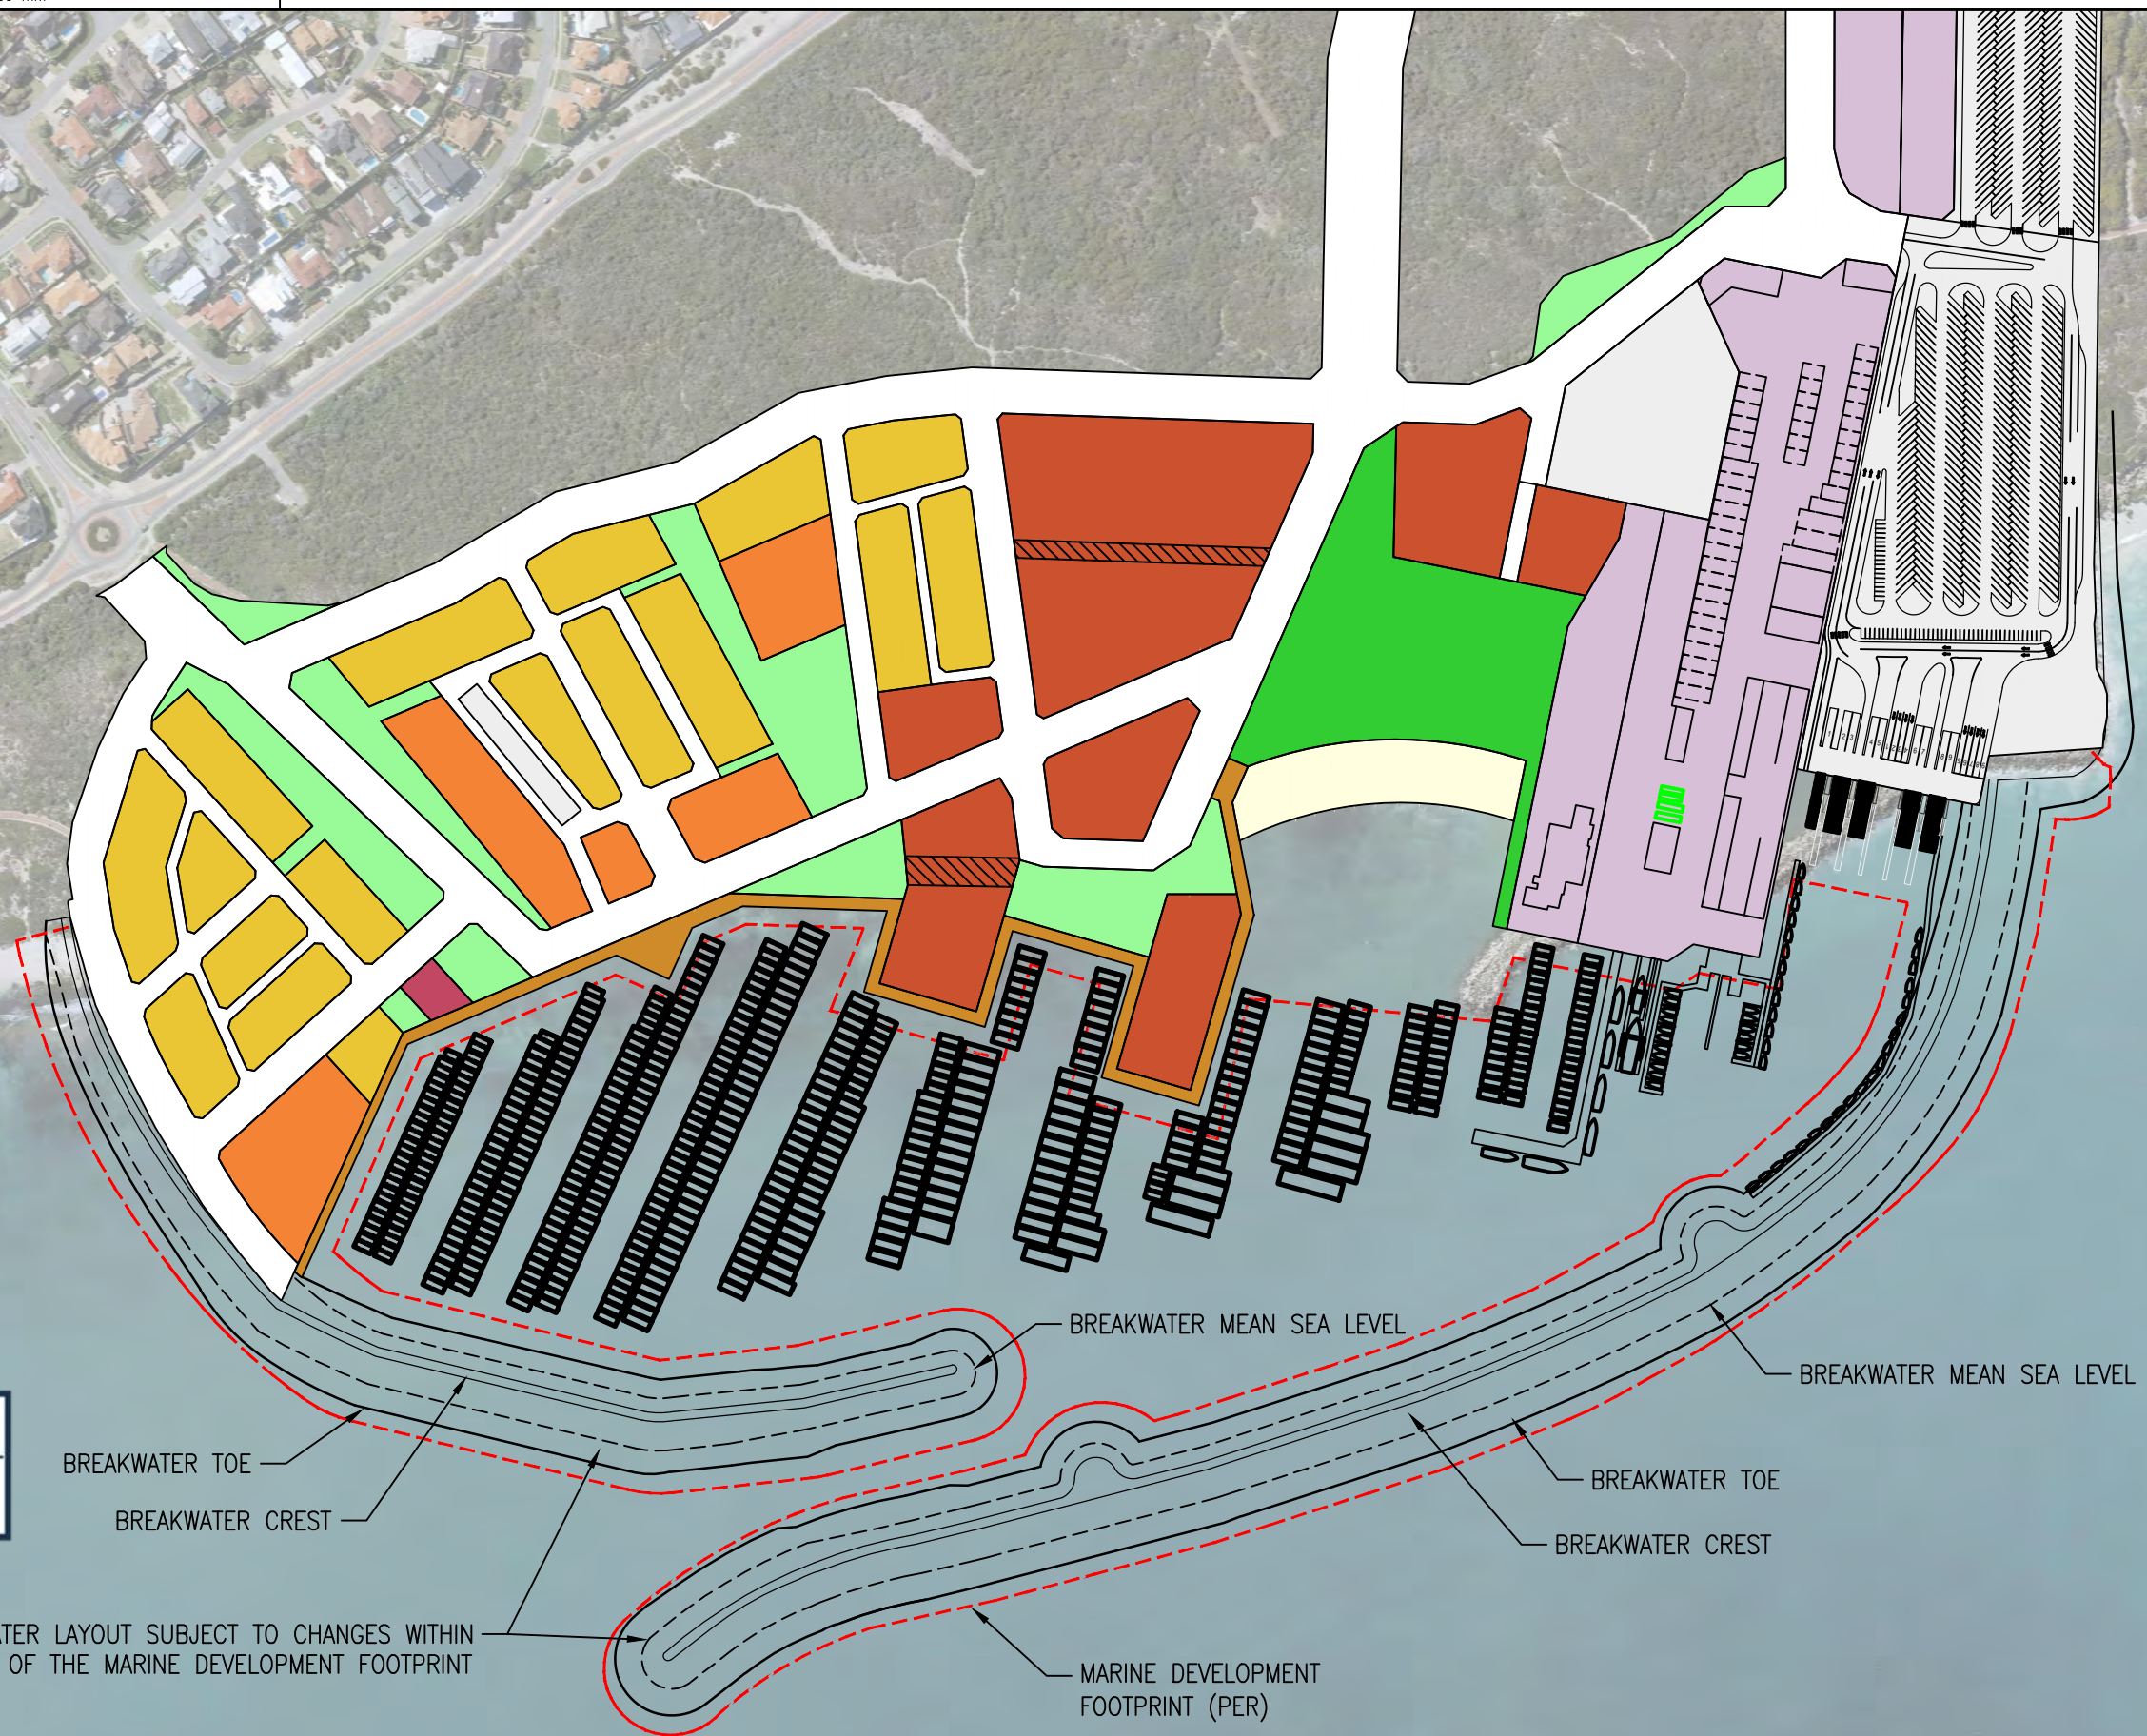 BREAKWATER MEAN SEA LEVEL
BREAKWATER MEAN SEA LEVEL
BREAKWATER TOE
BREAKWATER CREST
BREAKWATER TOE
BREAKWATER CREST
LAYOUT SUBJECT TO CHANGES WITHIN
OF THE MARINE DEVELOPMENT FOOTPRINT
MARINE DEVELOPMENT
FOOTPRINT (PER)